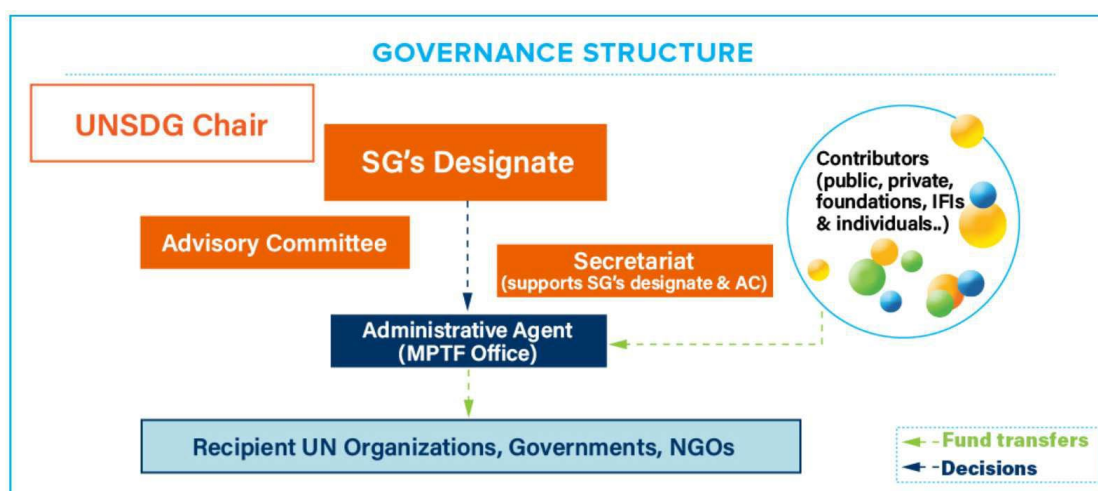 GOVERNANCE STRUCTURE
UNSDG Chair
SG's Designate
Advisory Committee
Secretariat
(supports SG's designate & AC)
Contributors
(public, private,
foundations, IFIs
& individuals..)
Administrative Agent
(MPTF Office)
Recipient UN Organizations, Governments, NGOs
Fund transfers
Decisions